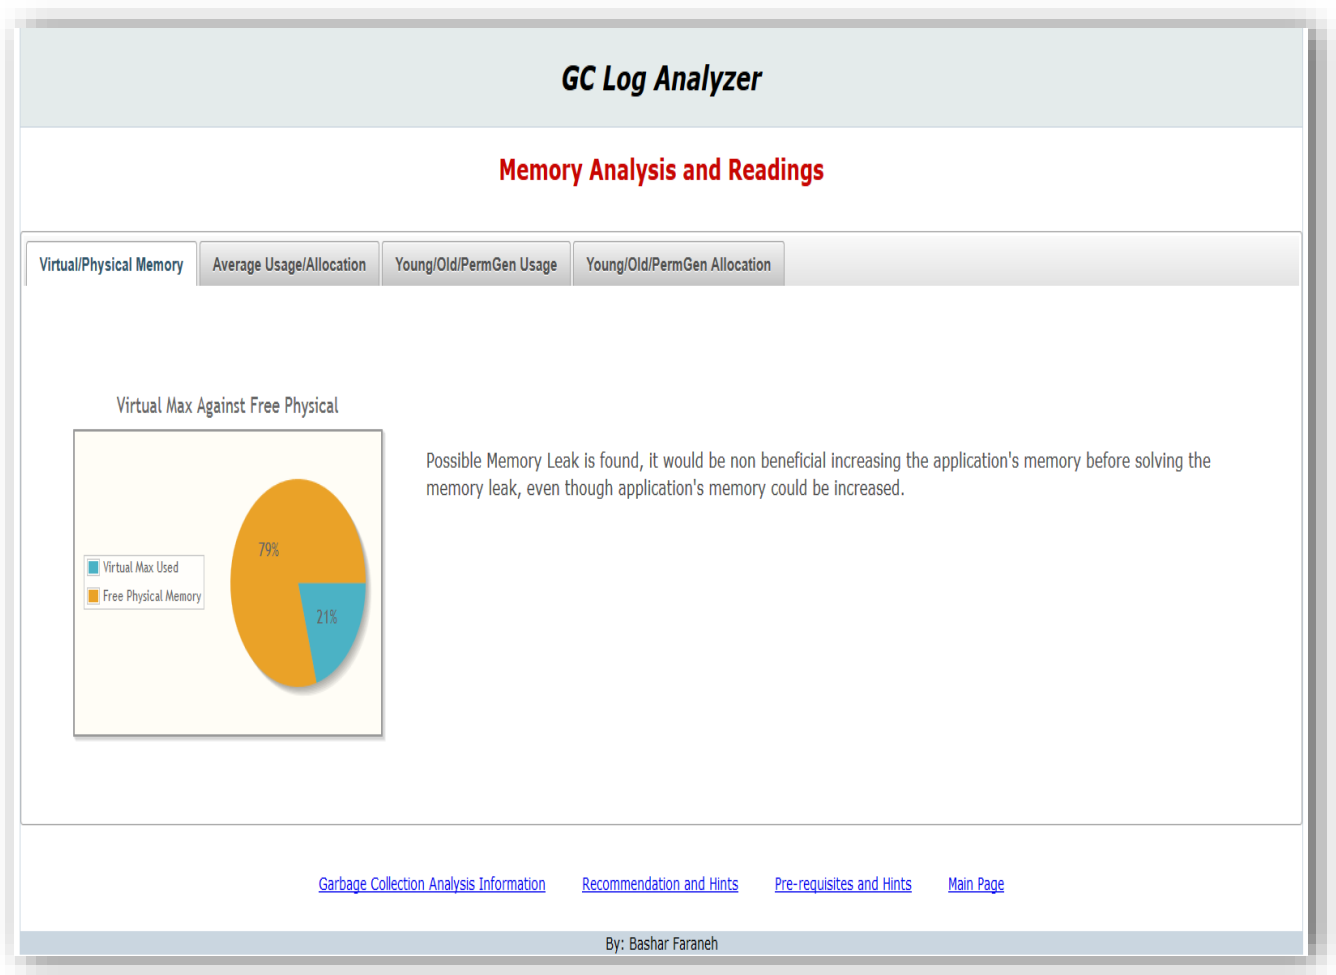 GC Log Analyzer
Memory Analysis and Readings
Virtual/Physical Memory
Average Usage/Allocation
Young/Old/PermGen Usage
Young/Old/PermGen Allocation
Virtual Max Against Free Physical
Possible Memory Leak is found, it would be non beneficial increasing the application's memory before solving the
memory leak, even though application's memory could be increased.
79%
Virtual Max Used
Free Physical Memory
21%
Garbage Collection Analysis Information
Recommendation and Hints
Pre-requisites and Hints
Main Page
By: Bashar Faraneh